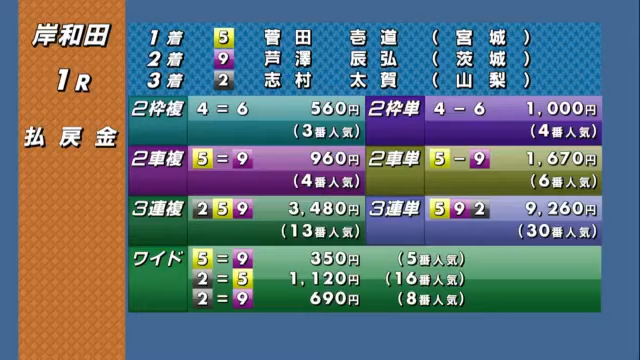 岸和田
1R
払戻金
1着 5 菅田 壱道 (宮城)
2着 9 芦澤 辰弘 (茨城)
3着 2 志村 太賀 (山梨)
2枠複 4=6 560円
(3番人気)
2枠単 4-6 1,000円
(4番人気)
2車複 5=9 960円
(4番人気)
2車単 5-9 1,670円
(6番人気)
3連複 2 5 9 3,480円
(13番人気)
3連単 5 9 2 9,260円
(30番人気)
ワイド 5=9 350円 (5番人気)
2=5 1,120円 (16番人気)
2=9 690円 (8番人気)